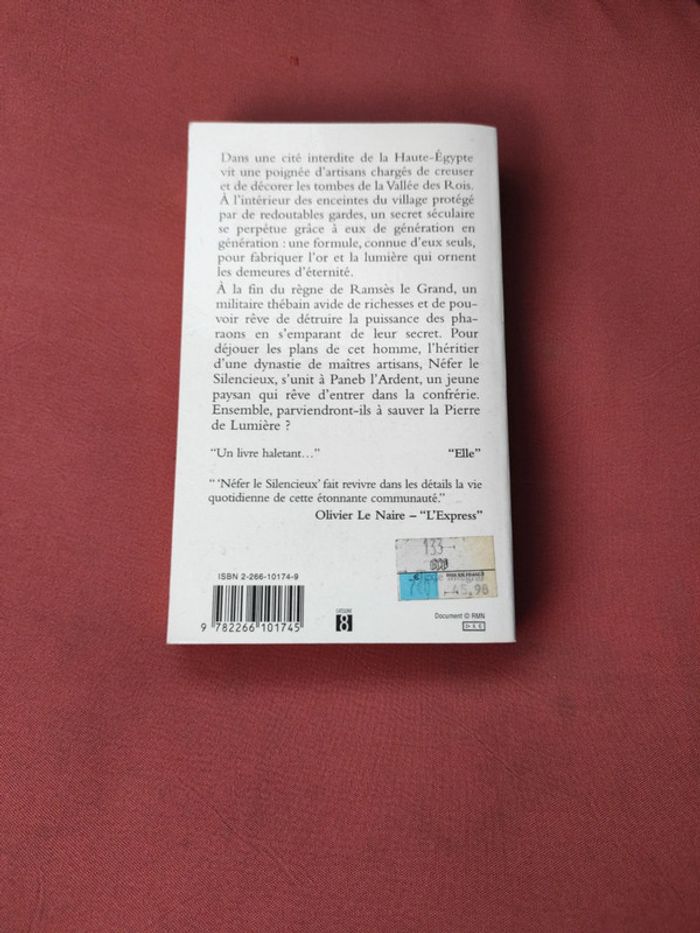 Dans une cité interdite de la Haute-Égypte
vit une poignée d'artisans chargés de creuser
et de décorer les tombes de la Vallée des Rois.
À l'intérieur des enceintes du village protégé
par de redoutables gardes, un secret séculaire
se perpétue grâce à eux de génération en
génération : une formule, connue d'eux seuls,
pour fabriquer l'or et la lumière qui ornent
les demeures d'éternité.
À la fin du règne de Ramsès le Grand, un
militaire thébain avide de richesses et de pou-
voir rêve de détruire la puissance des pha-
raons en s'emparant de leur secret. Pour
déjouer les plans de cet homme, l'héritier
d'une dynastie de maîtres artisans, Néfer le
Silencieux, s'unit à Paneb l'Ardent, un jeune
paysan qui rêve d'entrer dans la confrérie.
Ensemble, parviendront-ils à sauver la Pierre
de Lumière ?
“Un livre haletant…” “Elle”
“ ‘Néfer le Silencieux’ fait revivre dans les détails la vie
quotidienne de cette étonnante communauté.”
Olivier Le Naire – “L'Express”
133
ISBN 2-266-10174-9
PRIX EN FRANCS
45,98
9 782266 101745
CATÉGORIE
8
Document © RMN